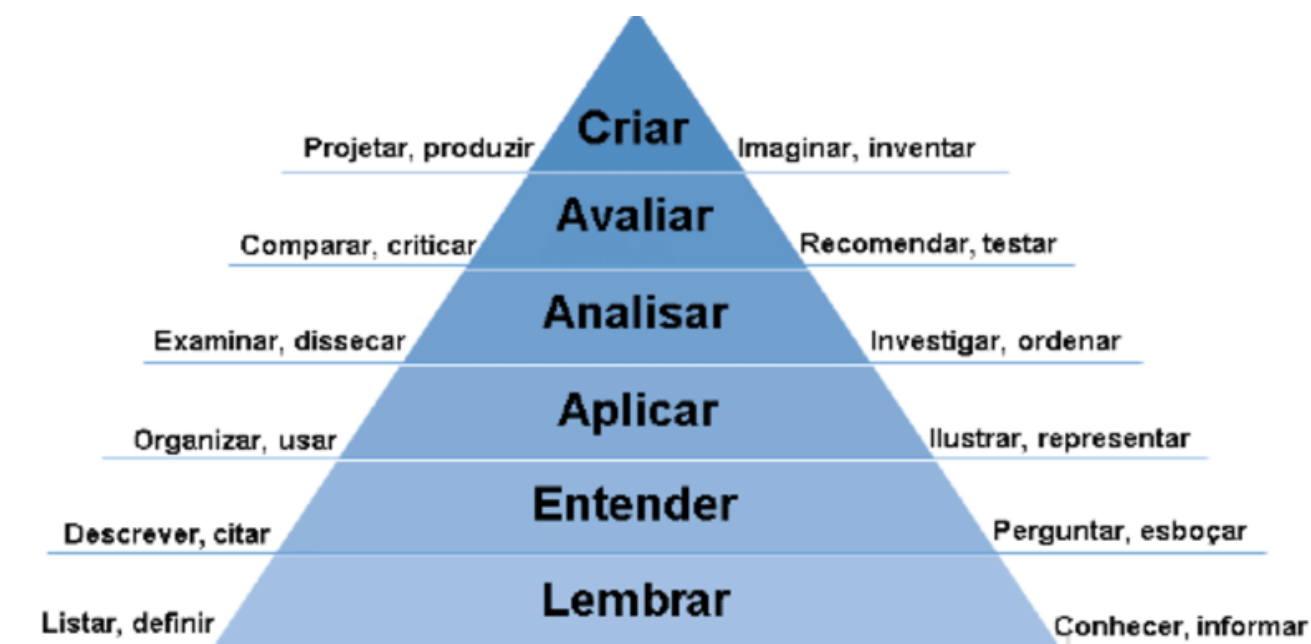 Criar
Projetar, produzir
Imaginar, inventar
Avaliar
Comparar, criticar
Recomendar, testar
Analisar
Examinar, dissecar
Investigar, ordenar
Aplicar
Organizar, usar
Ilustrar, representar
Entender
Descrever, citar
Perguntar, esboçar
Lembrar
Listar, definir
Conhecer, informar